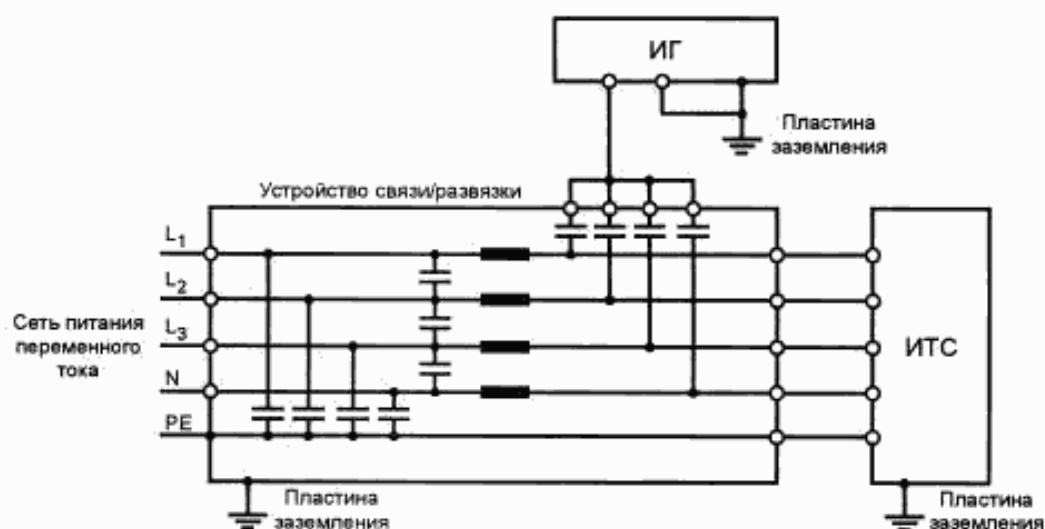 ИГ
Пластина
заземления
Устройство связи/развязки
L1
L2
L3
N
PE
Сеть питания
переменного
тока
ИТС
Пластина
заземления
Пластина
заземления